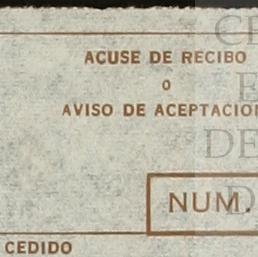 ACUSE DE RECIBO
O
AVISO DE ACEPTACION
NUM.
CEDIDO